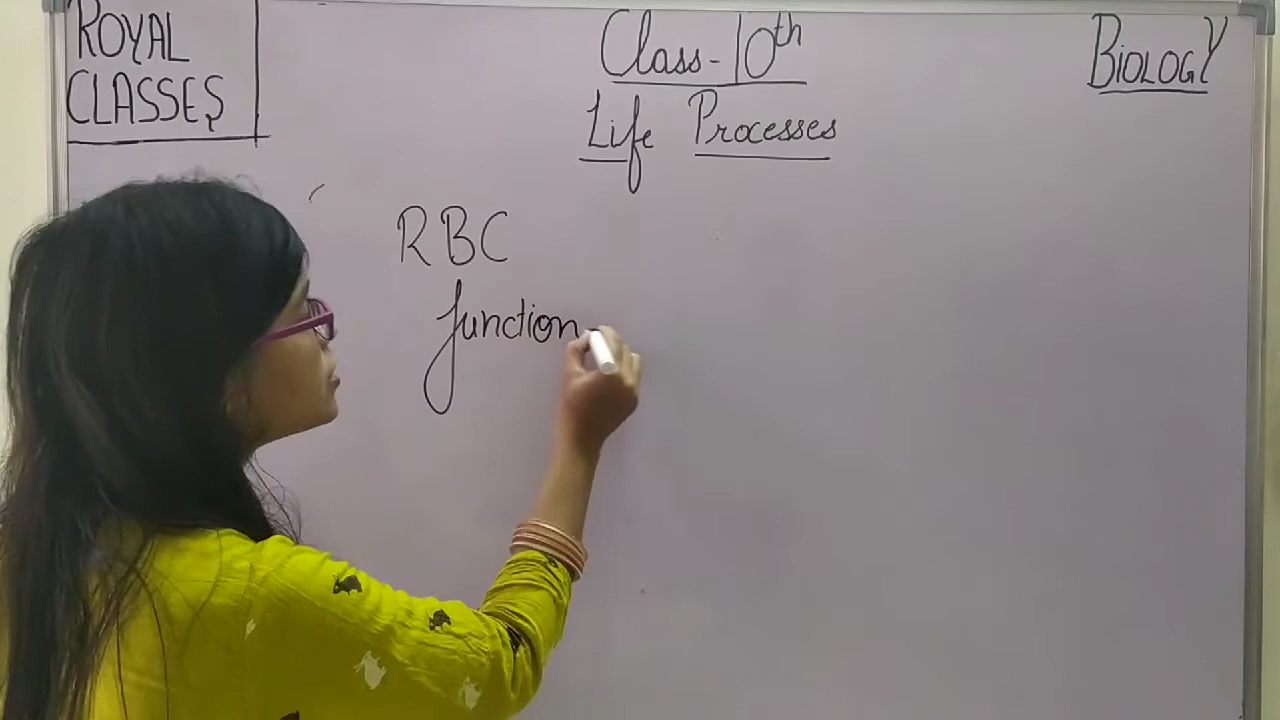 ROYAL
CLASSES
Class-10th
Life Processes
BIOLOGY
RBC
function